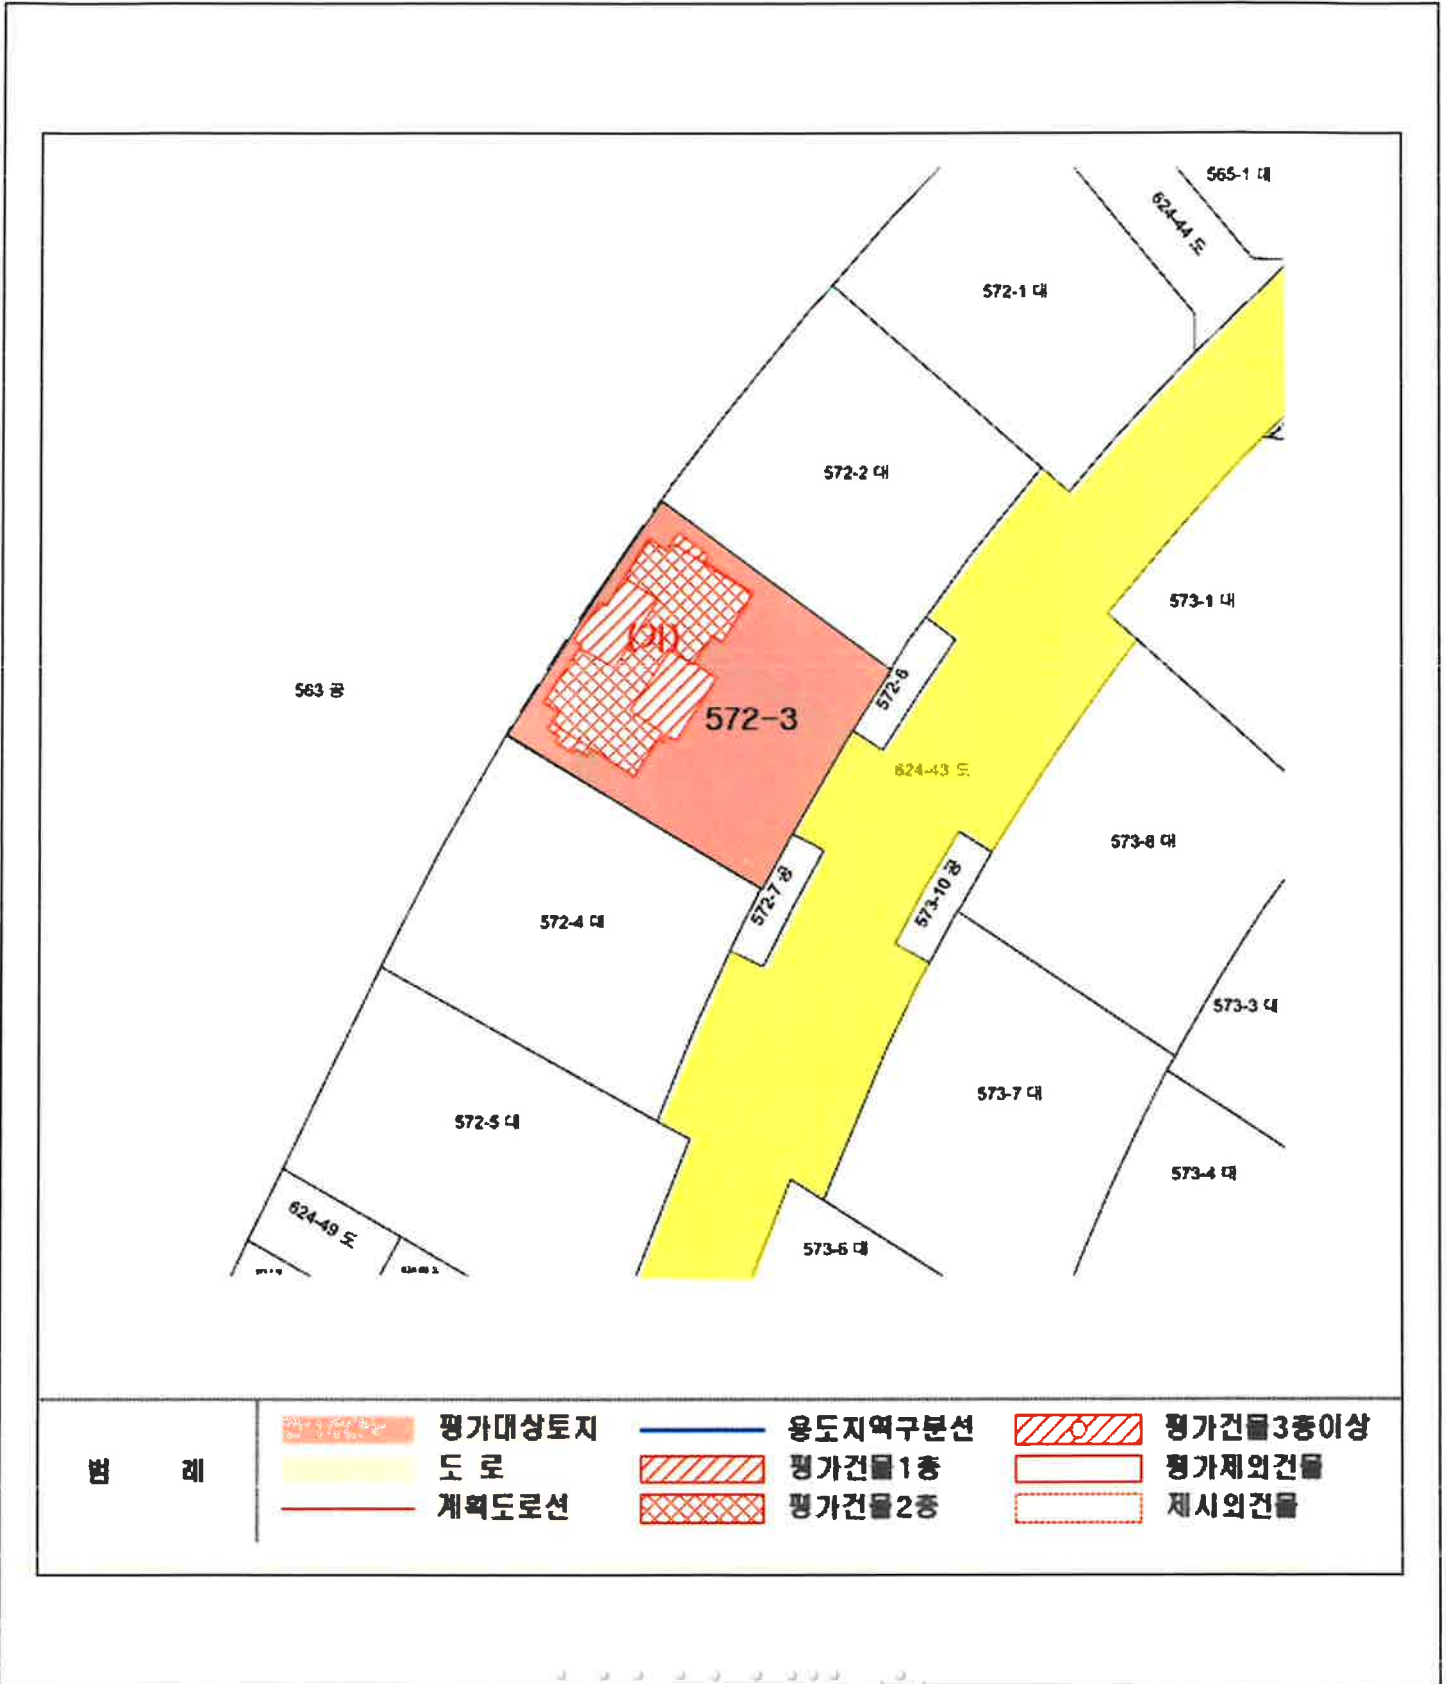 565-1 대
624-44 도
572-1 대
572-2 대
573-1 대
(가)
563 공
572-3
572-6
624-43 도
573-8 대
572-7 공
573-10 공
572-4 대
573-3 대
573-7 대
572-5 대
573-4 대
624-49 도
573-6 대
범 례
평가대상토지
용도지역구분선
평가건물3층이상
도 로
평가건물1층
평가제외건물
계획도로선
평가건물2층
제시외건물